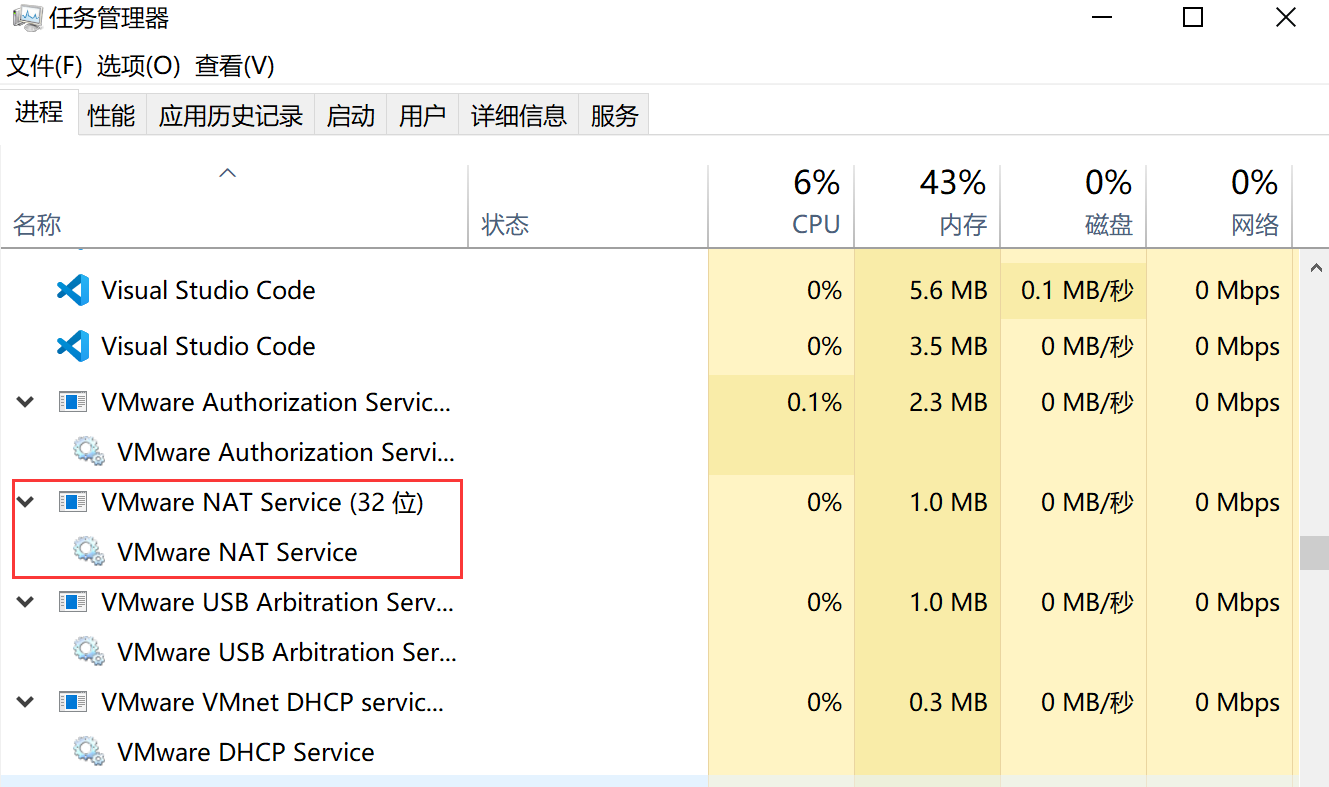 任务管理器
文件(F) 选项(O) 查看(V)
进程 性能 应用历史记录 启动 用户 详细信息 服务
6% 43% 0% 0%
名称 状态 CPU 内存 磁盘 网络
Visual Studio Code 0% 5.6 MB 0.1 MB/秒 0 Mbps
Visual Studio Code 0% 3.5 MB 0 MB/秒 0 Mbps
VMware Authorization Servic... 0.1% 2.3 MB 0 MB/秒 0 Mbps
VMware Authorization Servi...
VMware NAT Service (32 位) 0% 1.0 MB 0 MB/秒 0 Mbps
VMware NAT Service
VMware USB Arbitration Serv... 0% 1.0 MB 0 MB/秒 0 Mbps
VMware USB Arbitration Ser...
VMware VMnet DHCP servic... 0% 0.3 MB 0 MB/秒 0 Mbps
VMware DHCP Service